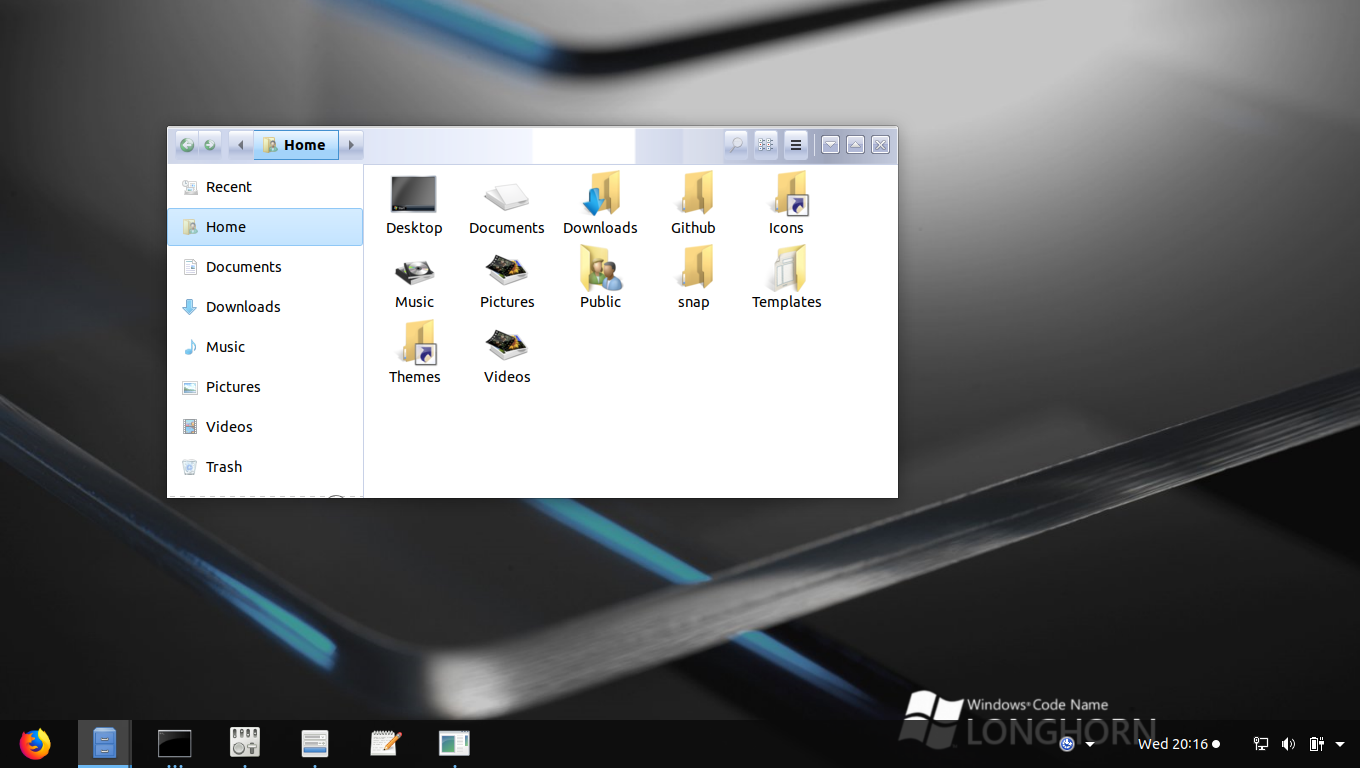 Home
Recent
Home
Documents
Downloads
Music
Pictures
Videos
Trash
Desktop
Documents
Downloads
Github
Icons
Music
Pictures
Public
snap
Templates
Themes
Videos
Windows® Code Name
LONGHORN
Wed 20:16